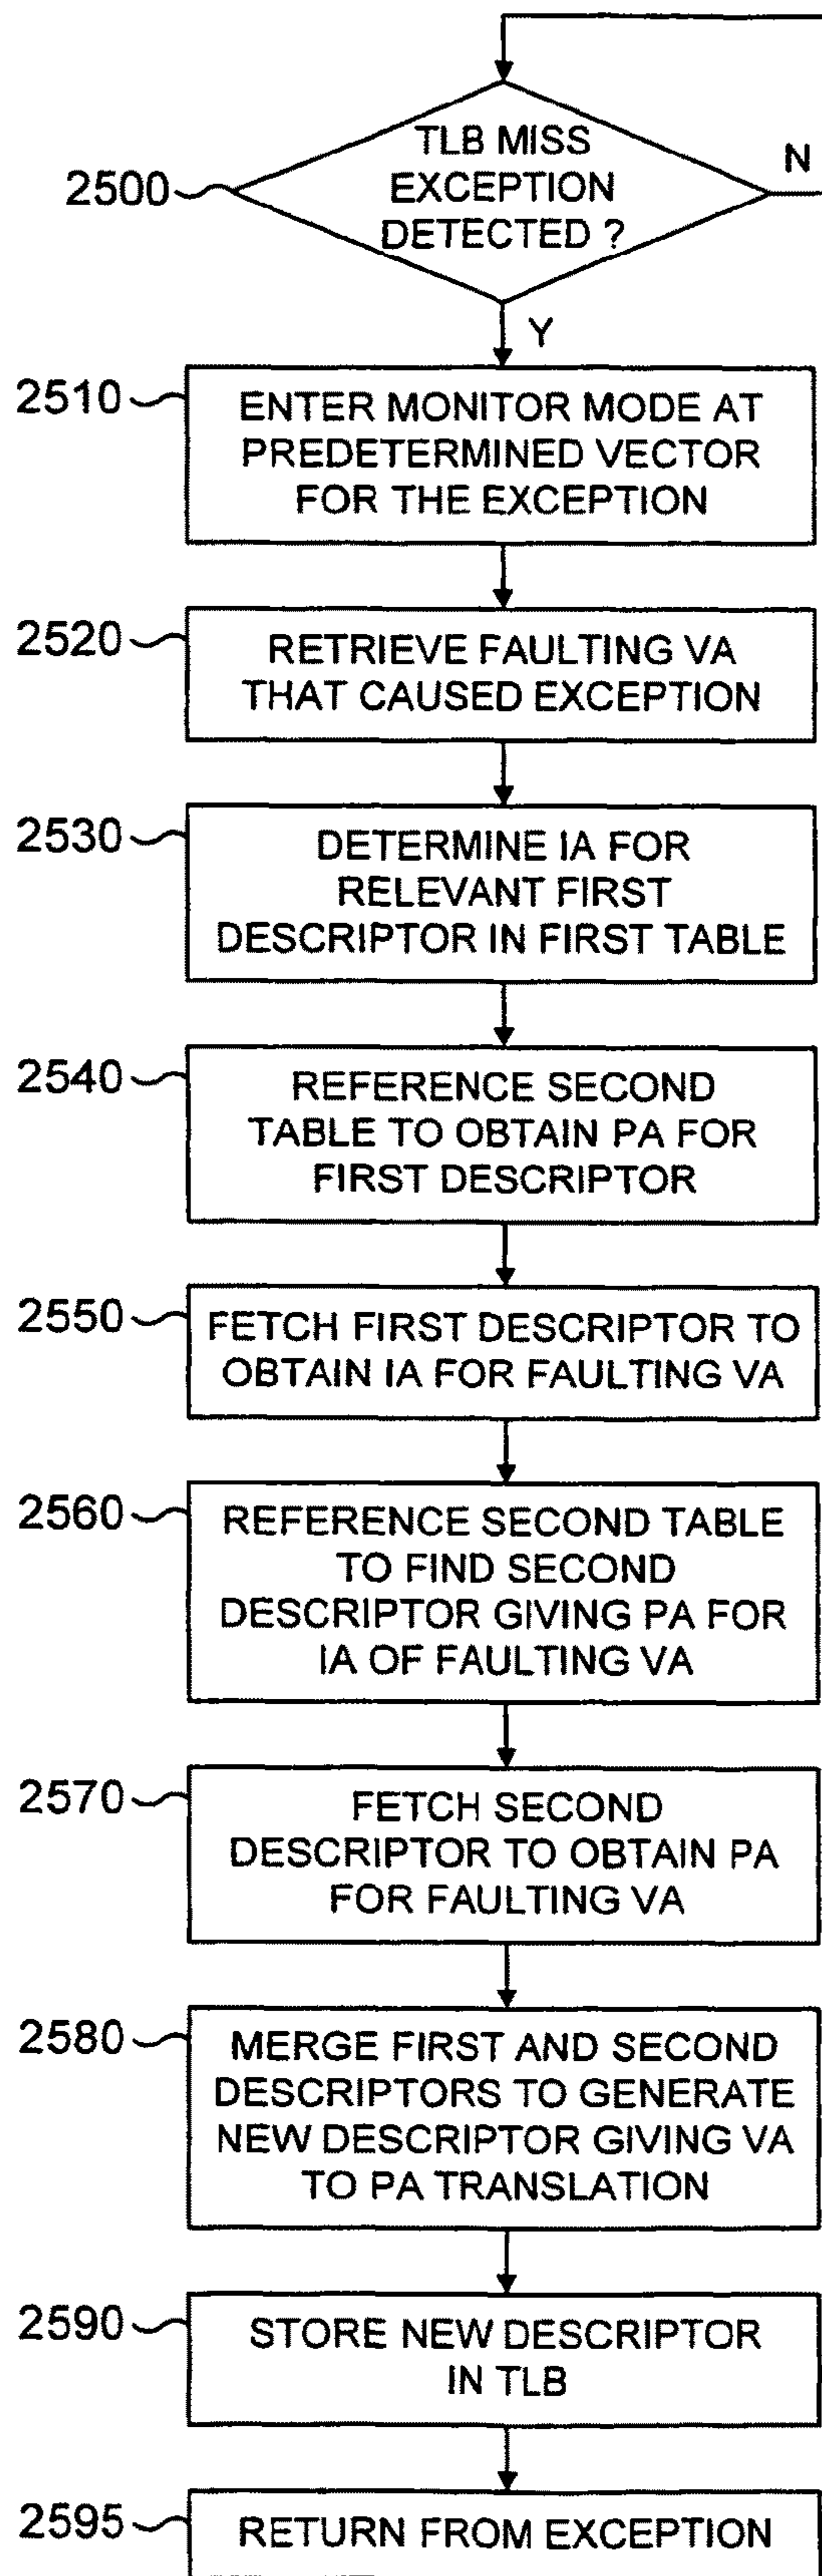 TLB MISS
2500
EXCEPTION
DETECTED ?
N
Y
2510
ENTER MONITOR MODE AT
PREDETERMINED VECTOR
FOR THE EXCEPTION
2520
RETRIEVE FAULTING VA
THAT CAUSED EXCEPTION
2530
DETERMINE IA FOR
RELEVANT FIRST
DESCRIPTOR IN FIRST TABLE
2540
REFERENCE SECOND
TABLE TO OBTAIN PA FOR
FIRST DESCRIPTOR
2550
FETCH FIRST DESCRIPTOR TO
OBTAIN IA FOR FAULTING VA
2560
REFERENCE SECOND TABLE
TO FIND SECOND
DESCRIPTOR GIVING PA FOR
IA OF FAULTING VA
2570
FETCH SECOND
DESCRIPTOR TO OBTAIN PA
FOR FAULTING VA
2580
MERGE FIRST AND SECOND
DESCRIPTORS TO GENERATE
NEW DESCRIPTOR GIVING VA
TO PA TRANSLATION
2590
STORE NEW DESCRIPTOR
IN TLB
2595
RETURN FROM EXCEPTION